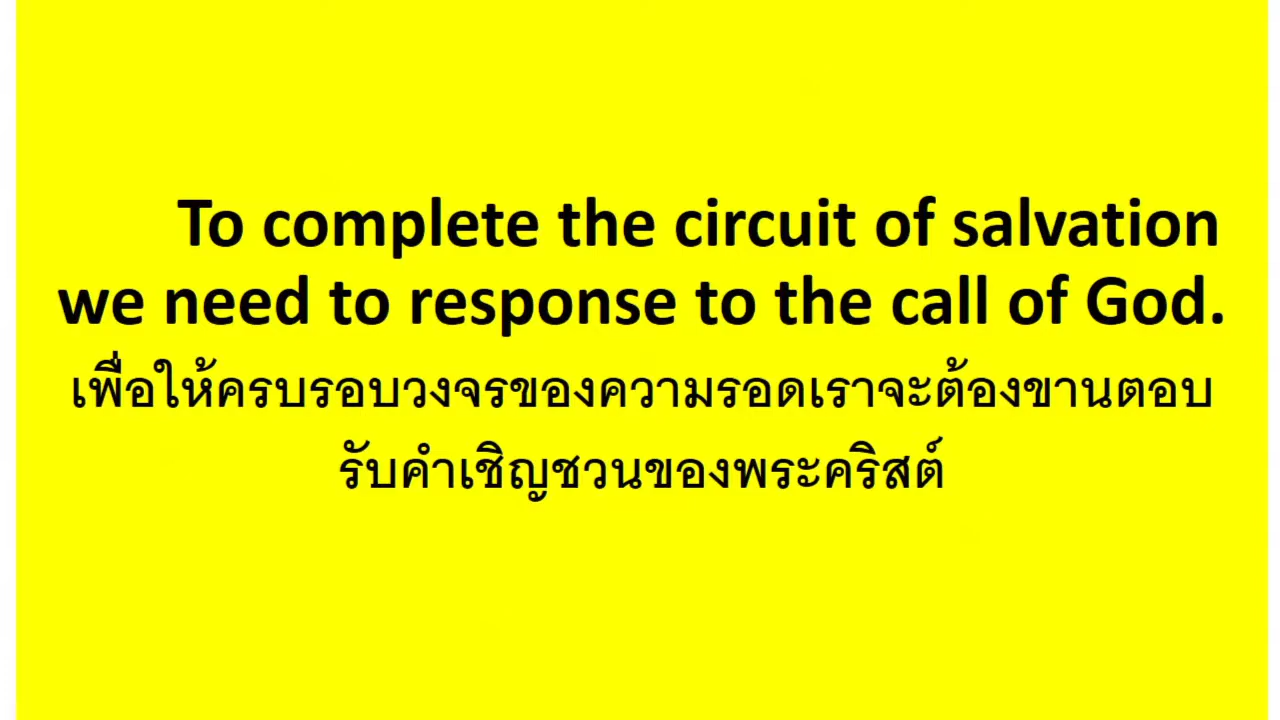 To complete the circuit of salvation
we need to response to the call of God.
เพื่อให้ครบรอบวงจรของความรอดเราจะต้องขานตอบ
รับคำเชิญชวนของพระคริสต์